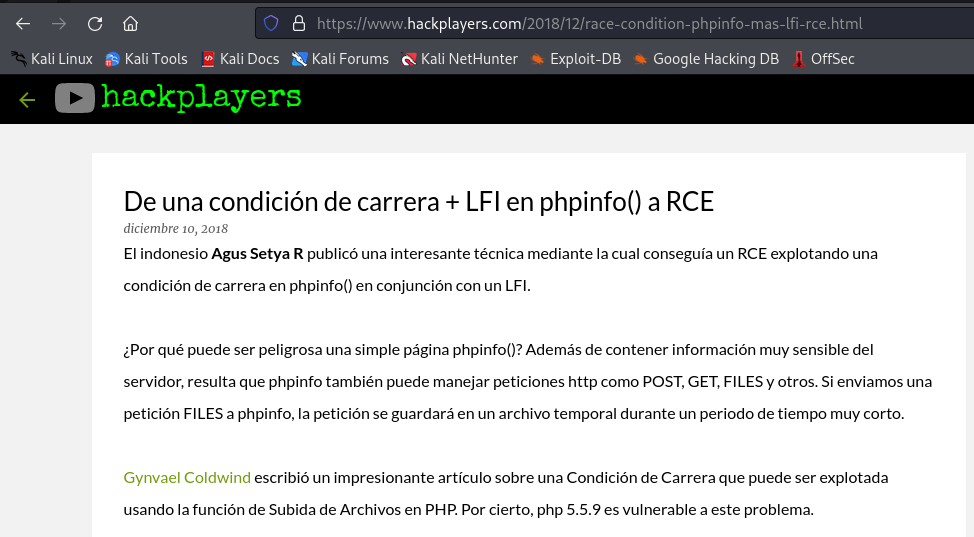 https://www.hackplayers.com/2018/12/race-condition-phpinfo-mas-lfi-rce.html
Kali Linux Kali Tools Kali Docs Kali Forums Kali NetHunter Exploit-DB Google Hacking DB OffSec
hackplayers
De una condición de carrera + LFI en phpinfo() a RCE
diciembre 10, 2018
El indonesio Agus Setya R publicó una interesante técnica mediante la cual conseguía un RCE explotando una
condición de carrera en phpinfo() en conjunción con un LFI.
¿Por qué puede ser peligrosa una simple página phpinfo()? Además de contener información muy sensible del
servidor, resulta que phpinfo también puede manejar peticiones http como POST, GET, FILES y otros. Si enviamos una
petición FILES a phpinfo, la petición se guardará en un archivo temporal durante un periodo de tiempo muy corto.
Gynvael Coldwind escribió un impresionante artículo sobre una Condición de Carrera que puede ser explotada
usando la función de Subida de Archivos en PHP. Por cierto, php 5.5.9 es vulnerable a este problema.